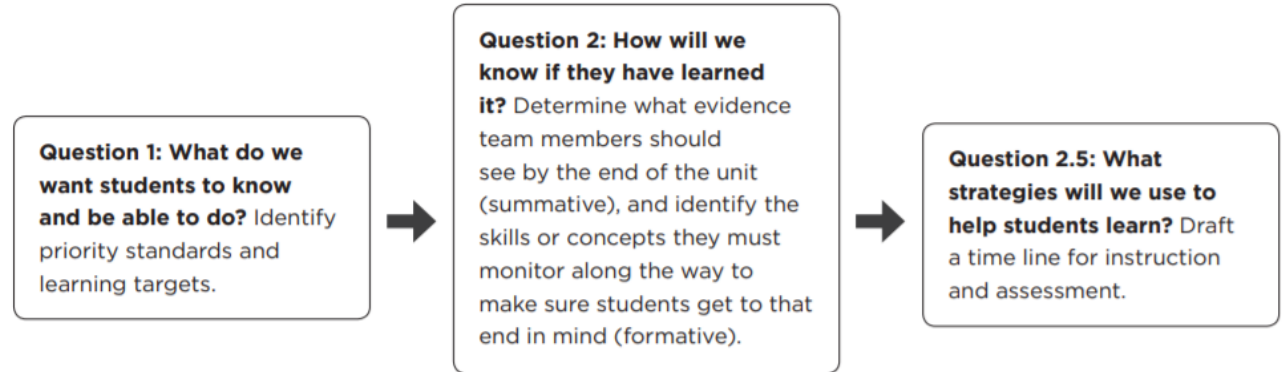 Question 1: What do we
want students to know
and be able to do? Identify
priority standards and
learning targets.
Question 2: How will we
know if they have learned
it? Determine what evidence
team members should
see by the end of the unit
(summative), and identify the
skills or concepts they must
monitor along the way to
make sure students get to that
end in mind (formative).
Question 2.5: What
strategies will we use to
help students learn? Draft
a time line for instruction
and assessment.